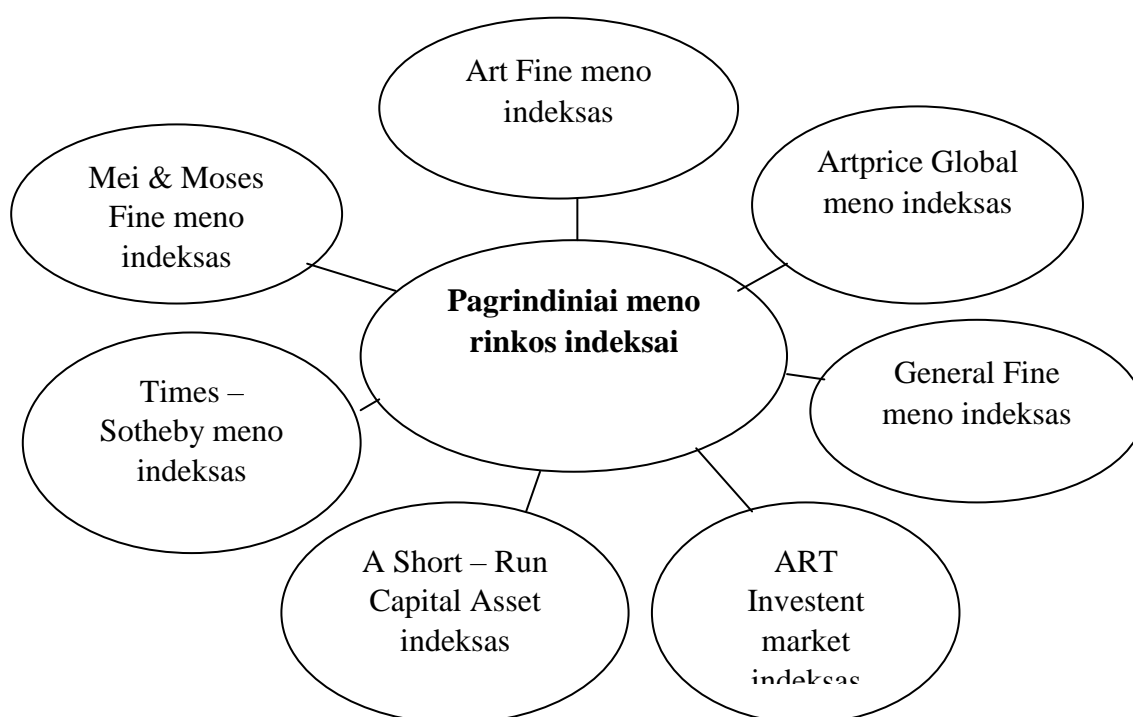 Art Fine meno
indeksas
Artprice Global
meno indeksas
Mei & Moses
Fine meno
indeksas
Pagrindiniai meno
rinkos indeksai
General Fine
meno indeksas
Times –
Sotheby meno
indeksas
A Short – Run
Capital Asset
indeksas
ART
Investent
market
indeksas